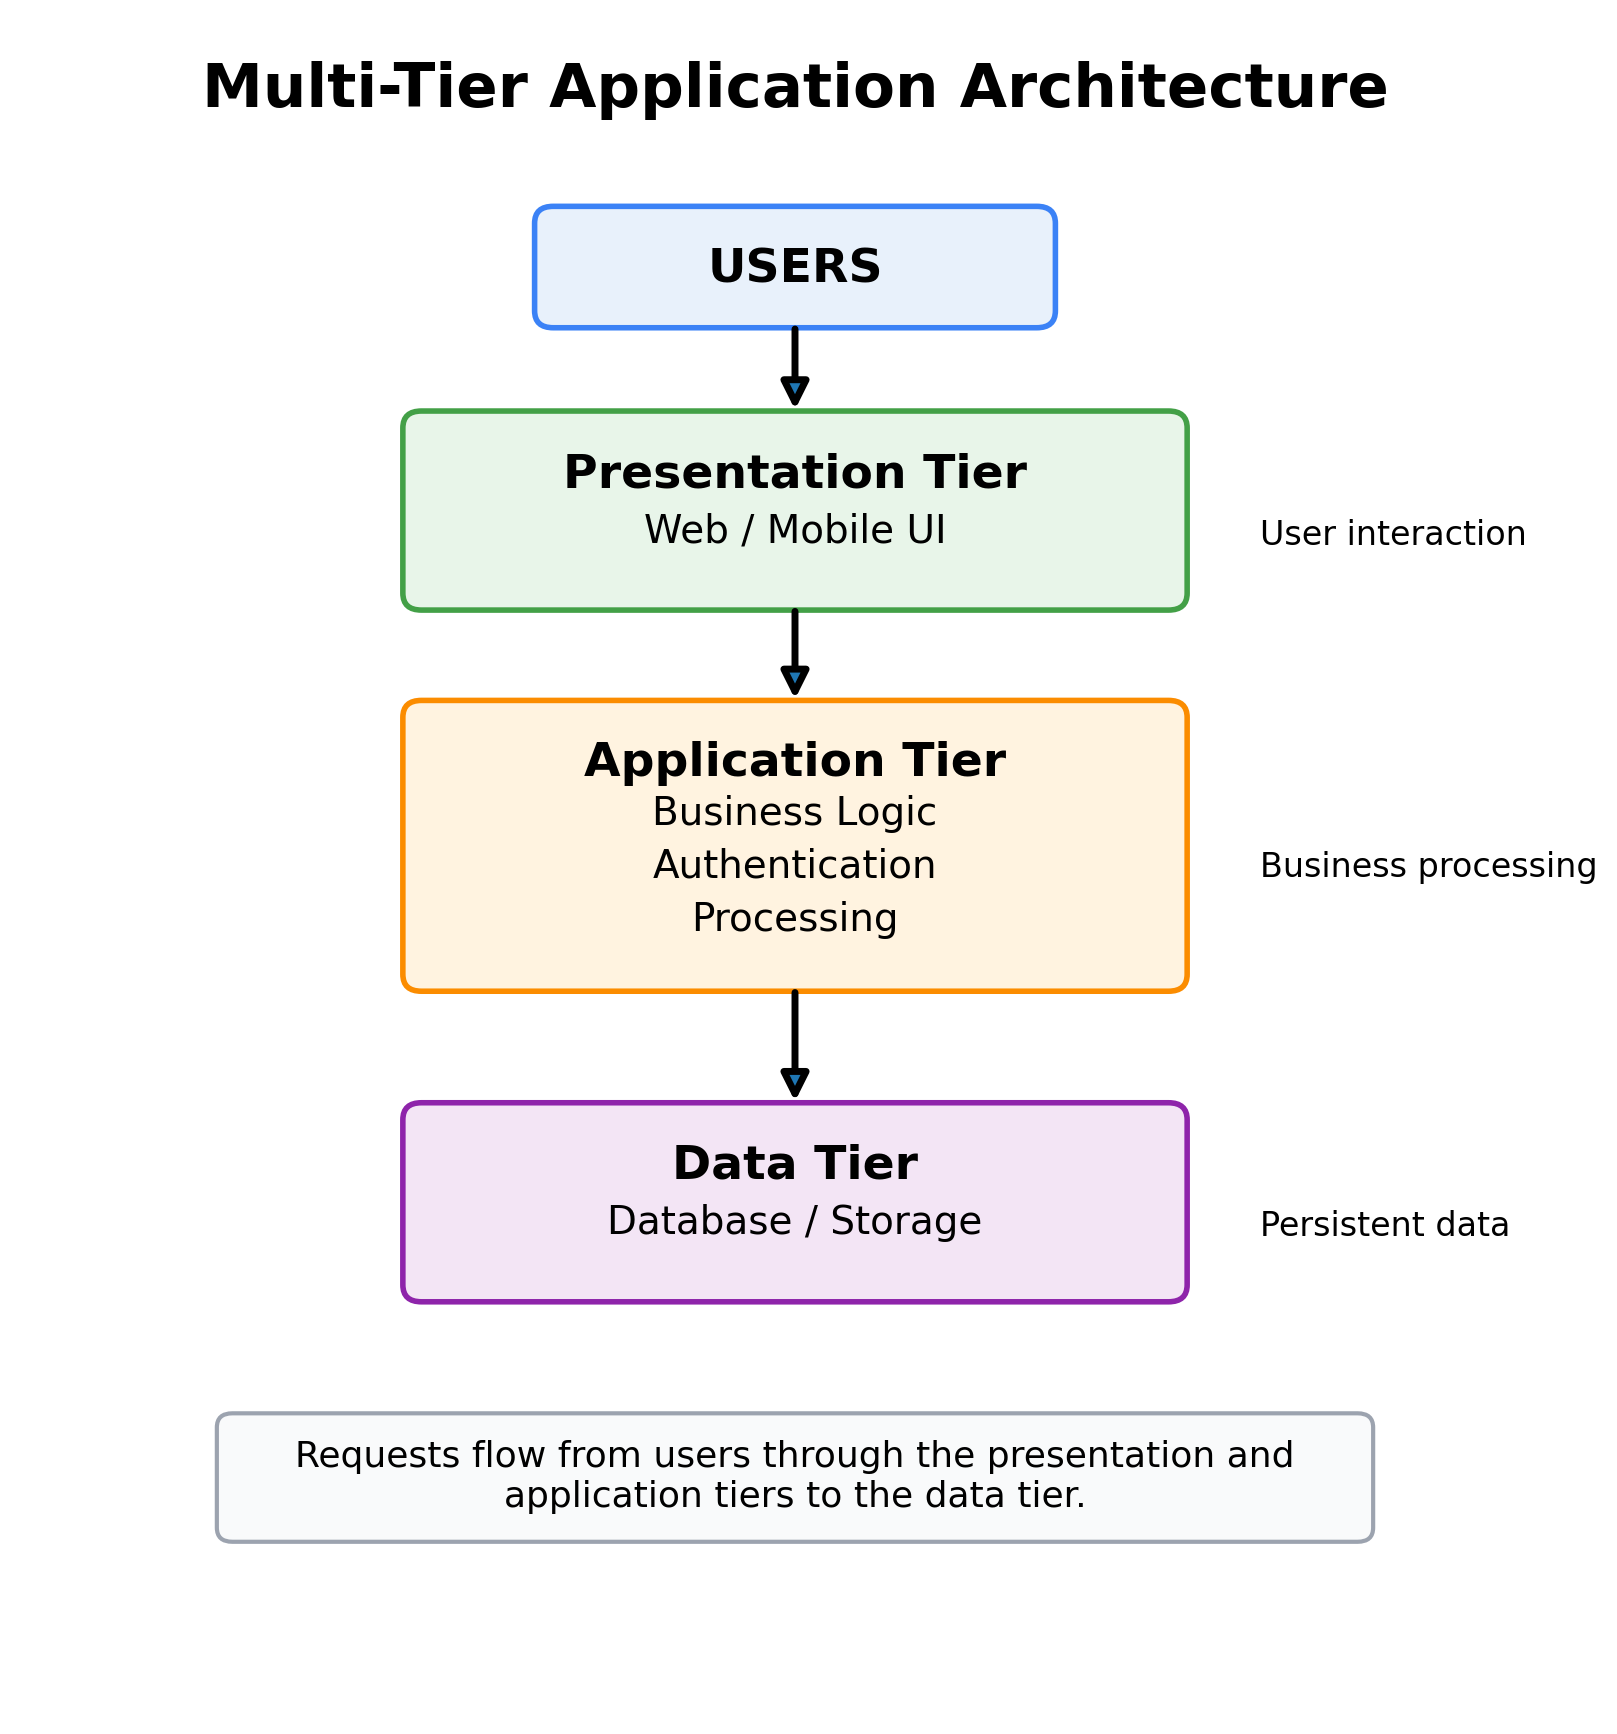 Multi-Tier Application Architecture
USERS
Presentation Tier
Web / Mobile UI
User interaction
Application Tier
Business Logic
Authentication
Processing
Business processing
Data Tier
Database / Storage
Persistent data
Requests flow from users through the presentation and
application tiers to the data tier.